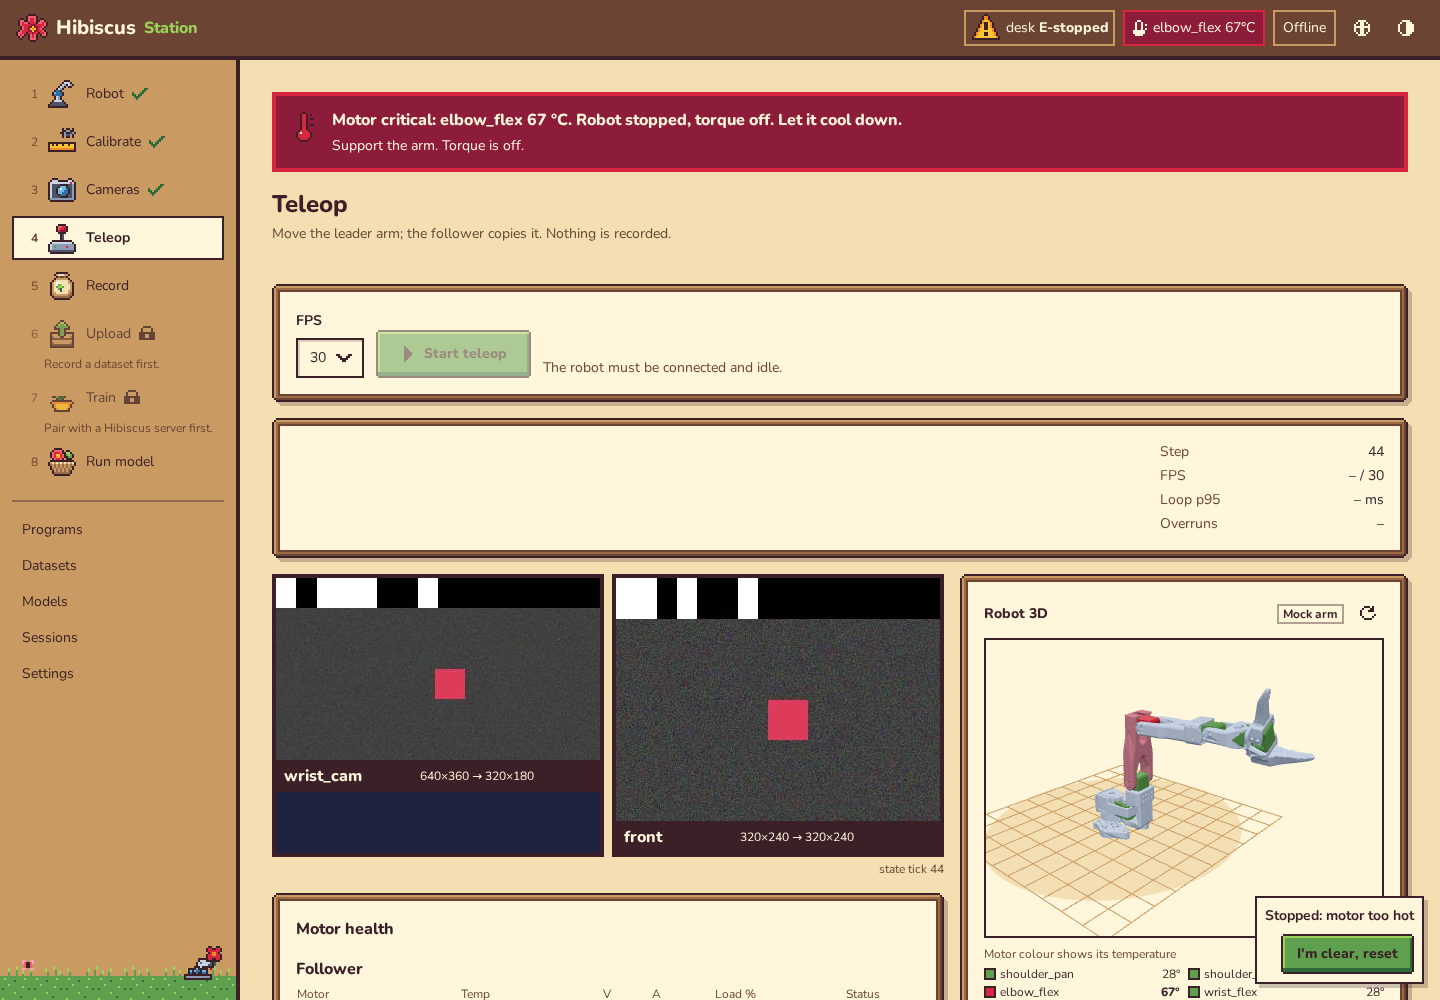 Hibiscus Station
desk E-stopped
elbow_flex 67°C
Offline
1 Robot
2 Calibrate
3 Cameras
4 Teleop
5 Record
6 Upload
Record a dataset first.
7 Train
Pair with a Hibiscus server first.
8 Run model
Programs
Datasets
Models
Sessions
Settings
Motor critical: elbow_flex 67 °C. Robot stopped, torque off. Let it cool down.
Support the arm. Torque is off.
Teleop
Move the leader arm; the follower copies it. Nothing is recorded.
FPS
30
Start teleop
The robot must be connected and idle.
Step 44
FPS – / 30
Loop p95 – ms
Overruns –
wrist_cam 640×360 → 320×180
front 320×240 → 320×240
state tick 44
Motor health
Follower
Motor Temp V A Load % Status
Robot 3D
Mock arm
Motor colour shows its temperature
shoulder_pan 28°
shoulder_
elbow_flex 67°
wrist_flex 28°
Stopped: motor too hot
I'm clear, reset